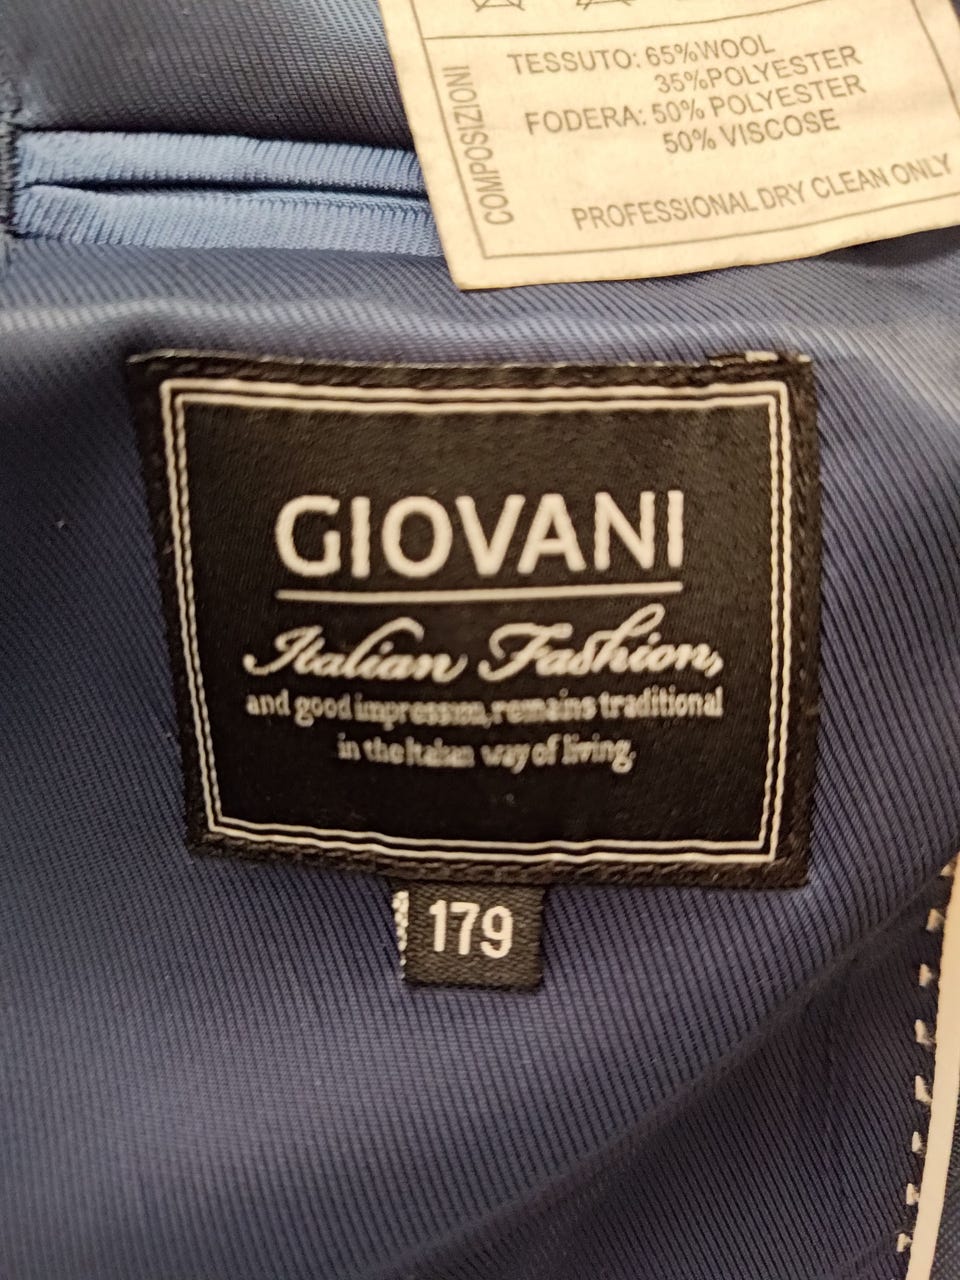 TESSUTO: 65%WOOL
35%POLYESTER
FODERA: 50% POLYESTER
50% VISCOSE
COMPOSIZIONI
PROFESSIONAL DRY CLEAN ONLY
GIOVANI
Italian Fashion,
and good impression, remains traditional
in the Italian way of living.
179